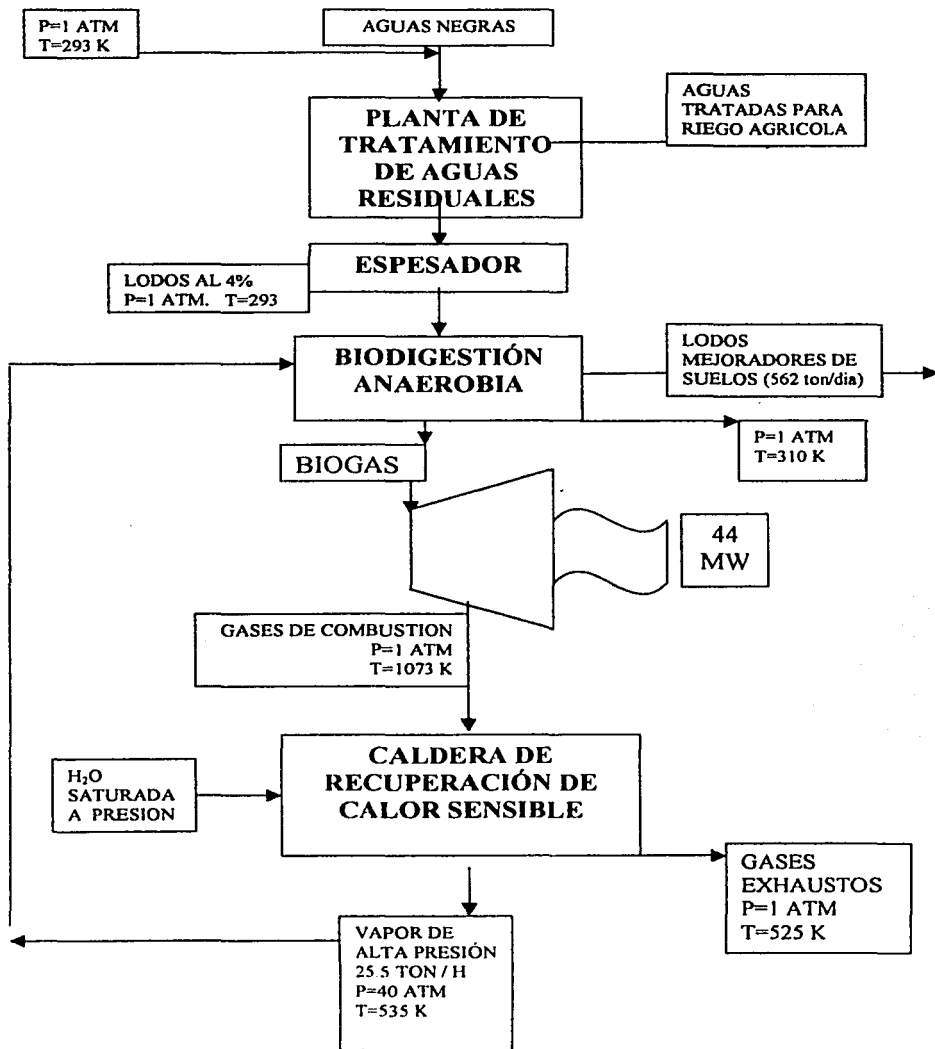 P=1 ATM
T=293 K
AGUAS NEGRAS
PLANTA DE
TRATAMIENTO
DE AGUAS
RESIDUALES
AGUAS
TRATADAS PARA
RIEGO AGRICOLA
ESPESADOR
LODOS AL 4%
P=1 ATM. T=293
BIODIGESTIÓN
ANAEROBIA
LODOS
MEJORADORES DE
SUELOS (562 ton/dia)
P=1 ATM
T=310 K
BIOGAS
44
MW
GASES DE COMBUSTION
P=1 ATM
T=1073 K
CALDERA DE
RECUPERACIÓN DE
CALOR SENSIBLE
H₂O
SATURADA
A PRESION
GASES
EXHAUSTOS
P=1 ATM
T=525 K
VAPOR DE
ALTA PRESIÓN
25.5 TON / H
P=40 ATM
T=535 K